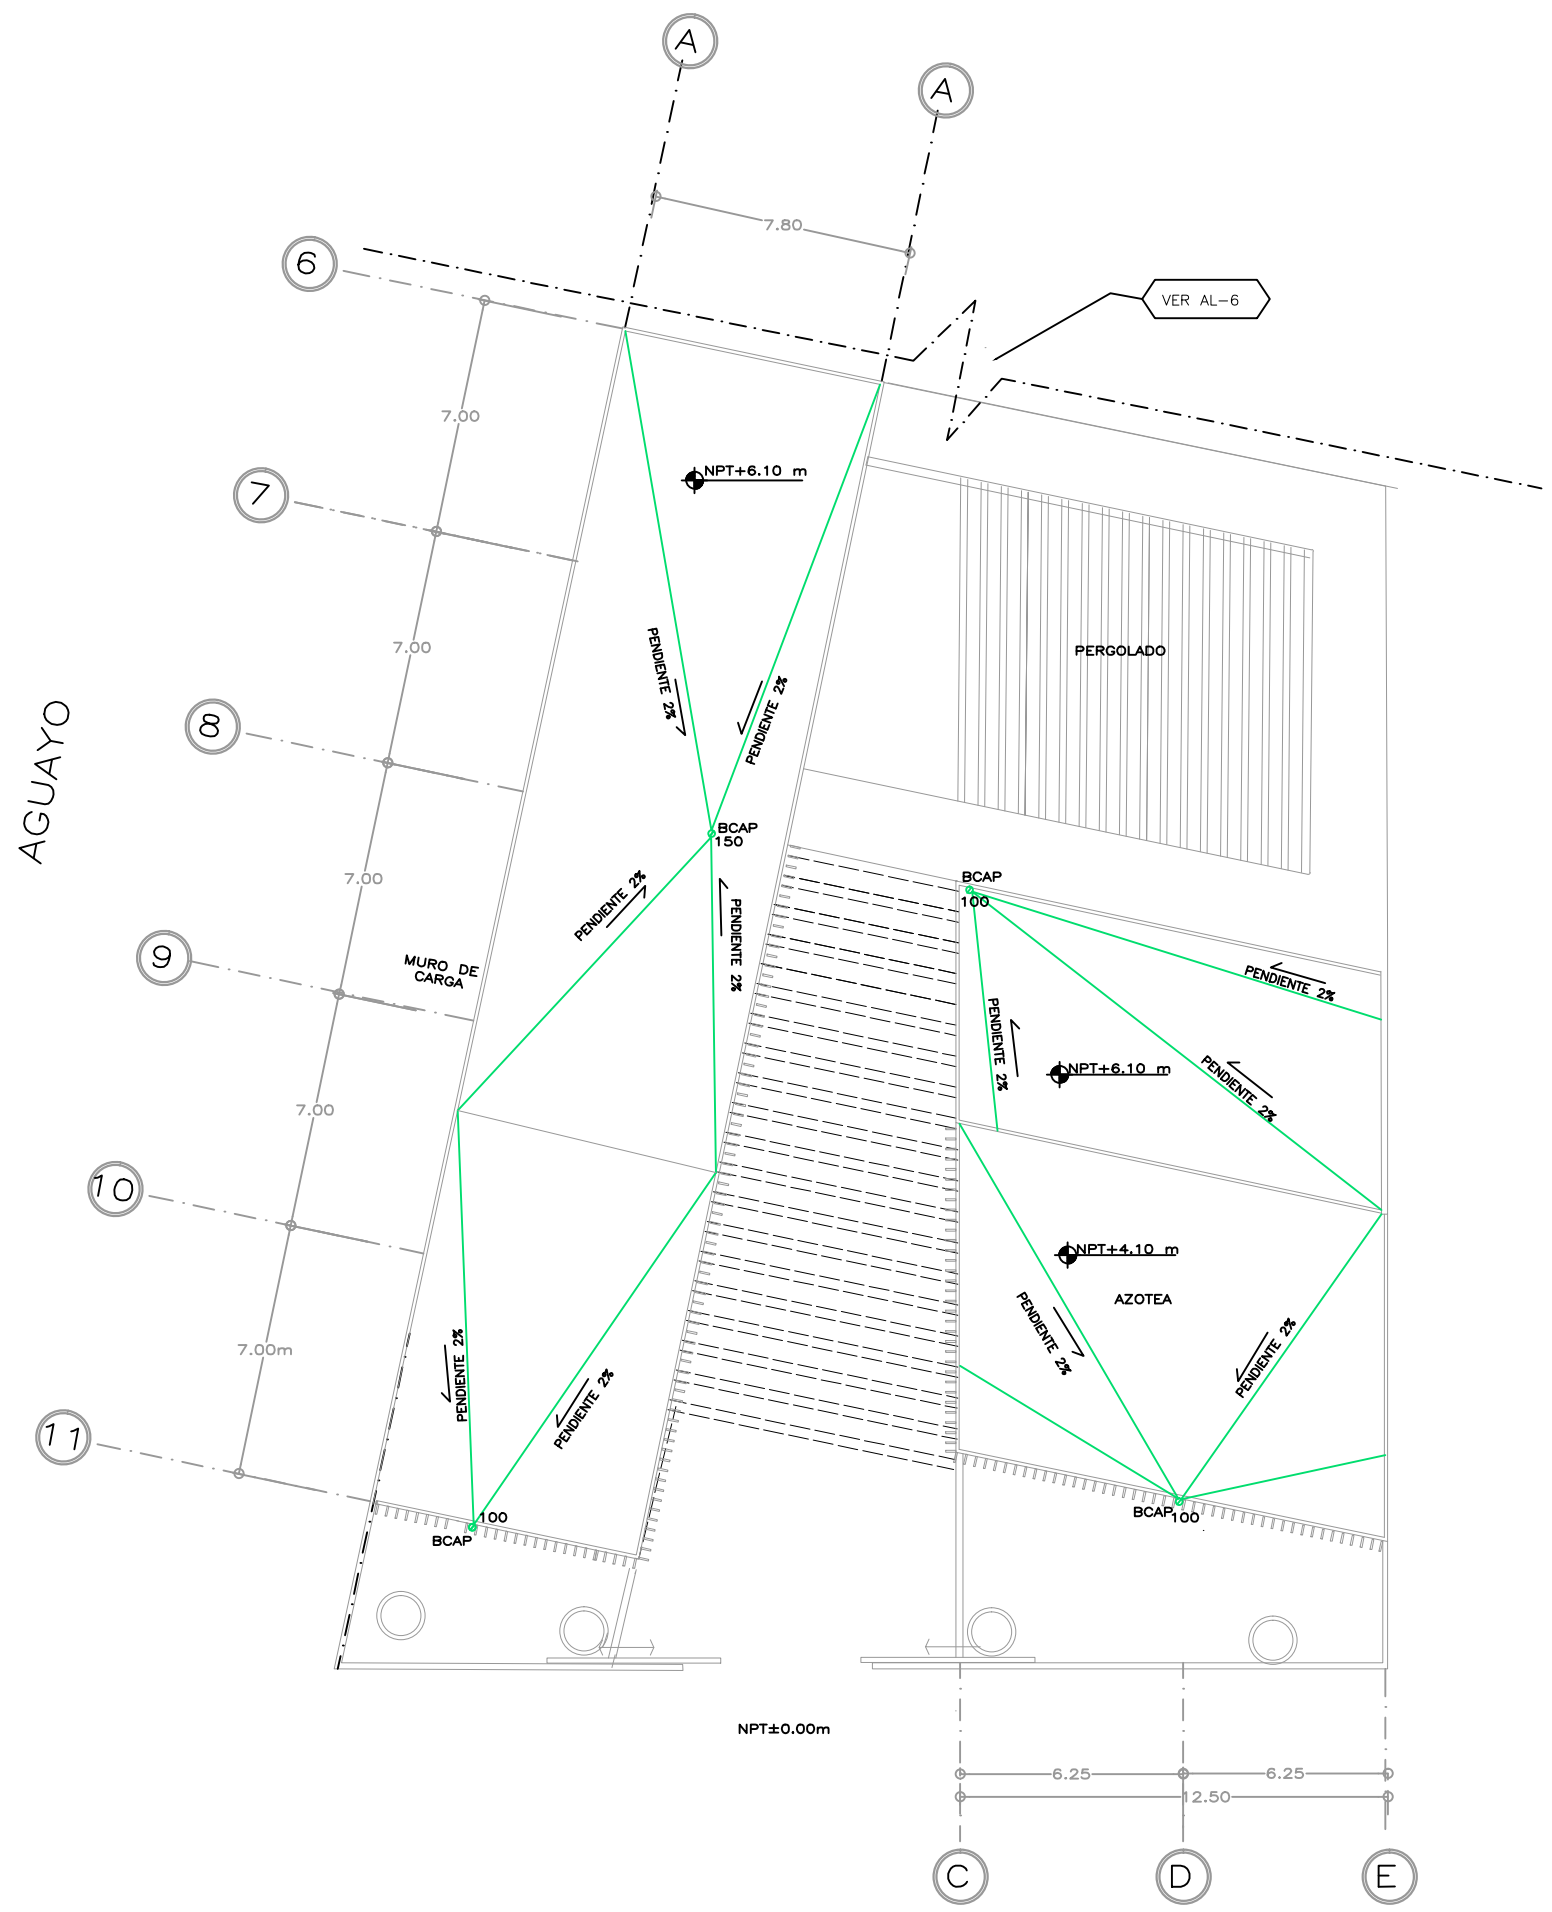 A
A
7.80
6
VER AL-6
7.00
NPT+6.10 m
7
7.00
PERGOLADO
PENDIENTE 2%
PENDIENTE 2%
AGUAYO
8
BCAP
150
7.00
PENDIENTE 2%
PENDIENTE 2%
BCAP
100
9
MURO DE
CARGA
PENDIENTE 2%
PENDIENTE 2%
NPT+6.10 m
PENDIENTE 2%
7.00
10
NPT+4.10 m
AZOTEA
7.00m
PENDIENTE 2%
PENDIENTE 2%
PENDIENTE 2%
PENDIENTE 2%
11
100
BCAP
BCAP
100
NPT±0.00m
6.25
6.25
12.50
C
D
E